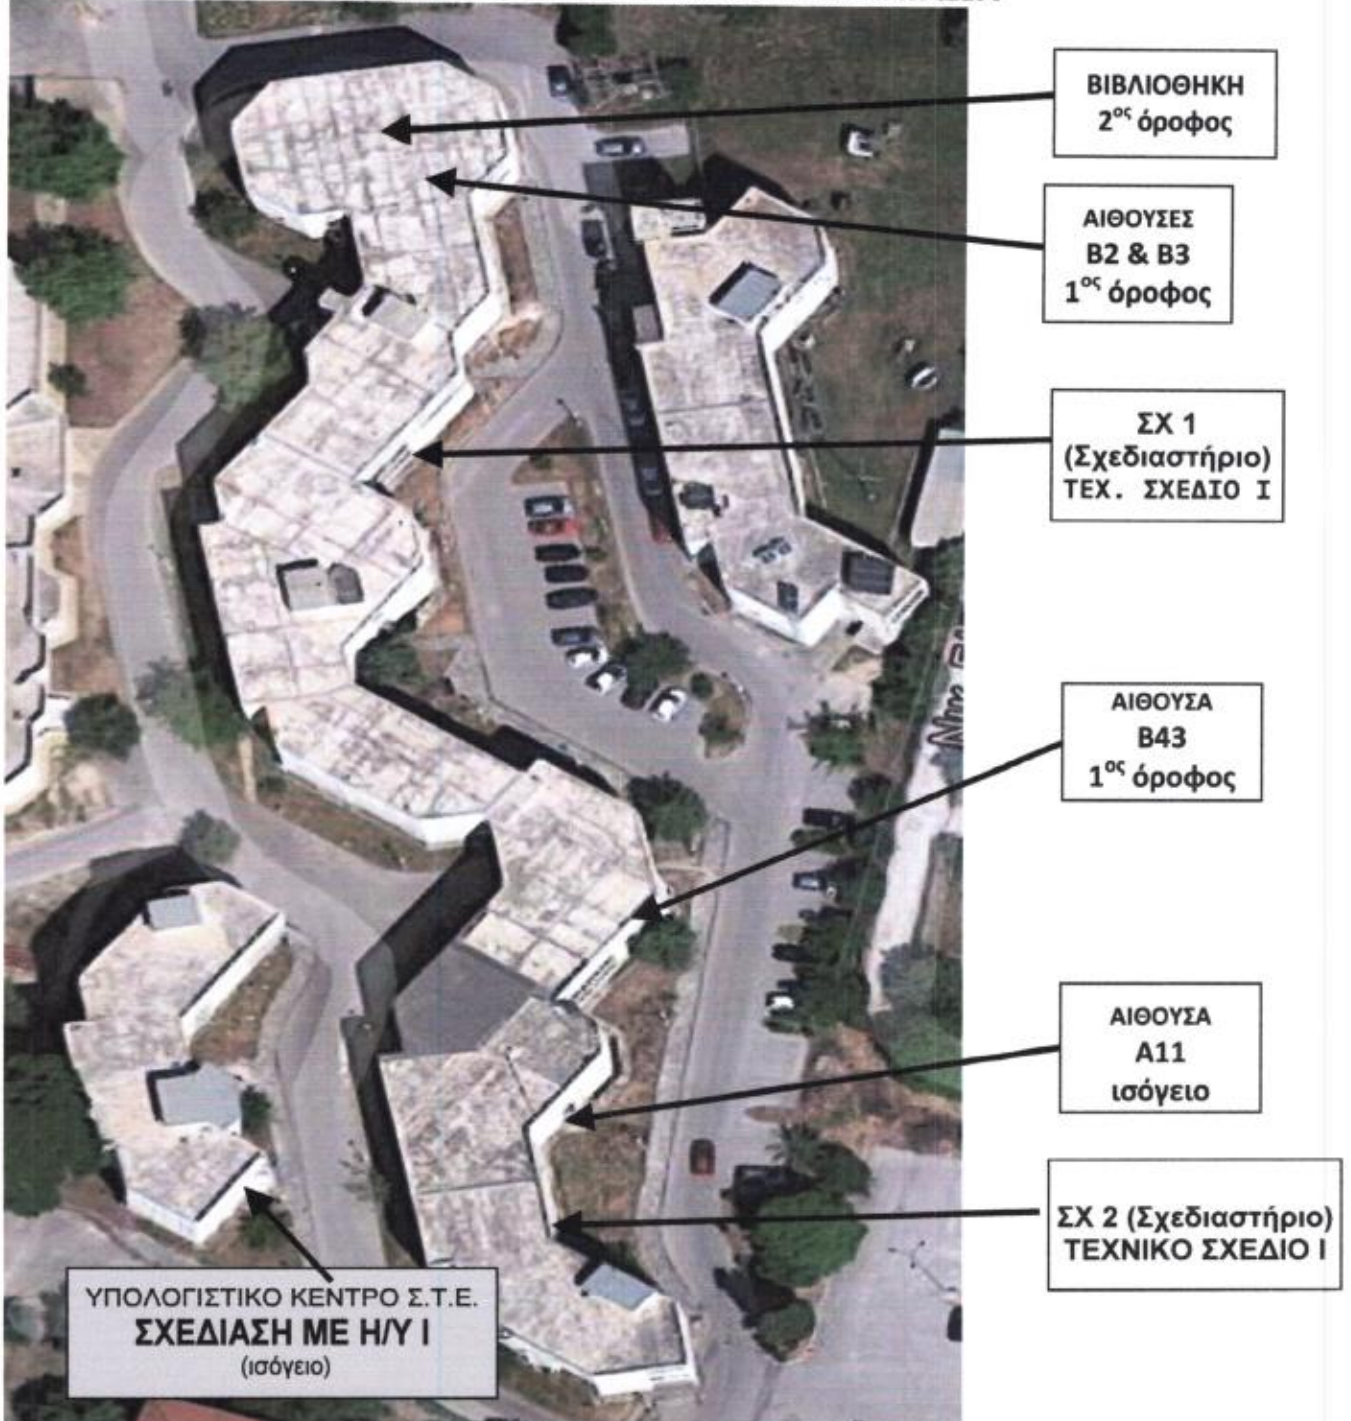 ΒΙΒΛΙΟΘΗΚΗ
2ος όροφος
ΑΙΘΟΥΣΕΣ
Β2 & Β3
1ος όροφος
ΣΧ 1
(Σχεδιαστήριο)
ΤΕΧ. ΣΧΕΔΙΟ Ι
ΑΙΘΟΥΣΑ
Β43
1ος όροφος
ΑΙΘΟΥΣΑ
Α11
ισόγειο
ΣΧ 2 (Σχεδιαστήριο)
ΤΕΧΝΙΚΟ ΣΧΕΔΙΟ Ι
ΥΠΟΛΟΓΙΣΤΙΚΟ ΚΕΝΤΡΟ Σ.Τ.Ε.
ΣΧΕΔΙΑΣΗ ΜΕ Η/Υ Ι
(ισόγειο)